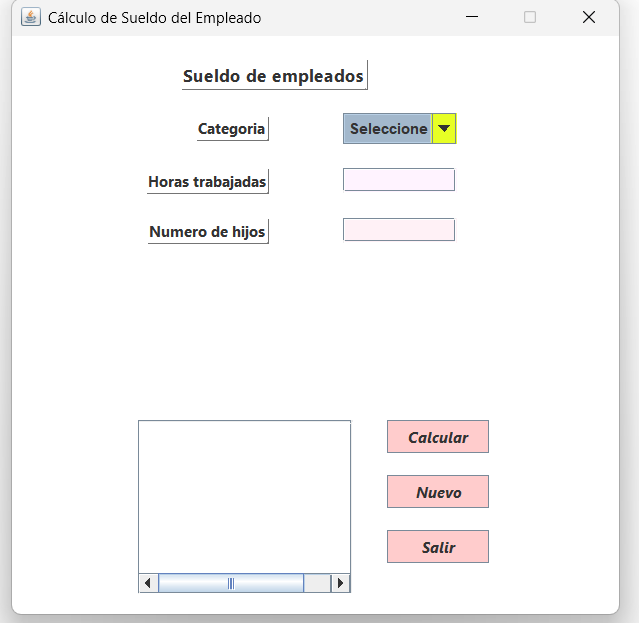 Cálculo de Sueldo del Empleado
Sueldo de empleados
Categoria
Seleccione
Horas trabajadas
Numero de hijos
Calcular
Nuevo
Salir